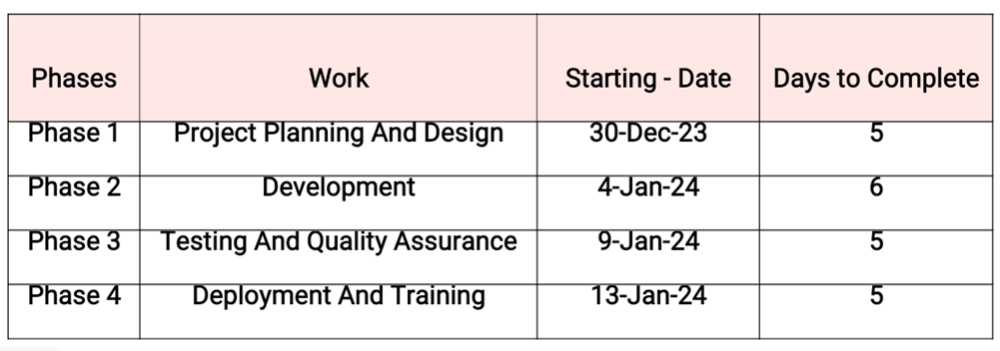 Phases Work Starting - Date Days to Complete
Phase 1 Project Planning And Design 30-Dec-23 5
Phase 2 Development 4-Jan-24 6
Phase 3 Testing And Quality Assurance 9-Jan-24 5
Phase 4 Deployment And Training 13-Jan-24 5